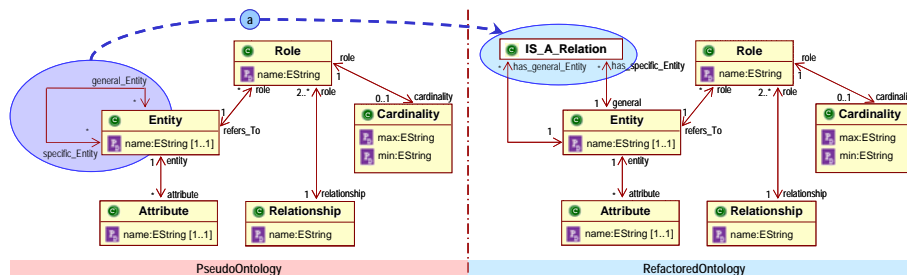 a
Role
name:EString
role
1
cardinality
0..1
Cardinality
max:EString
min:EString
general_Entity
*
*
specific_Entity
*
role
2..*
role
1
refers_To
Entity
name:EString [1..1]
1
entity
*
attribute
1
relationship
Attribute
name:EString [1..1]
Relationship
name:EString
PseudoOntology
IS_A_Relation
*
has_general_Entity
*
has_specific_Entity
1
general
1
Role
name:EString
role
1
cardinality
0..1
Cardinality
max:EString
min:EString
*
role
2..*
role
1
refers_To
Entity
name:EString [1..1]
1
entity
*
attribute
1
relationship
Attribute
name:EString [1..1]
Relationship
name:EString
RefactoredOntology